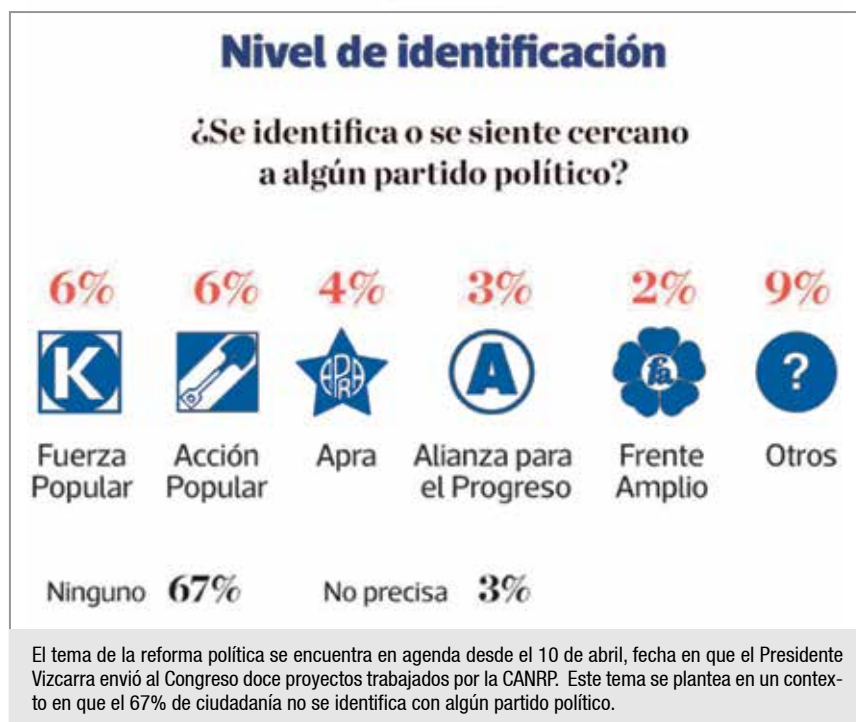 Nivel de identificación
¿Se identifica o se siente cercano
a algún partido político?
6% 6% 4% 3% 2% 9%
K APRA A fa ?
Fuerza Popular Acción Popular Apra Alianza para el Progreso Frente Amplio Otros
Ninguno 67% No precisa 3%
El tema de la reforma política se encuentra en agenda desde el 10 de abril, fecha en que el Presidente
Vizcarra envió al Congreso doce proyectos trabajados por la CANRP. Este tema se plantea en un contex-
to en que el 67% de ciudadanía no se identifica con algún partido político.